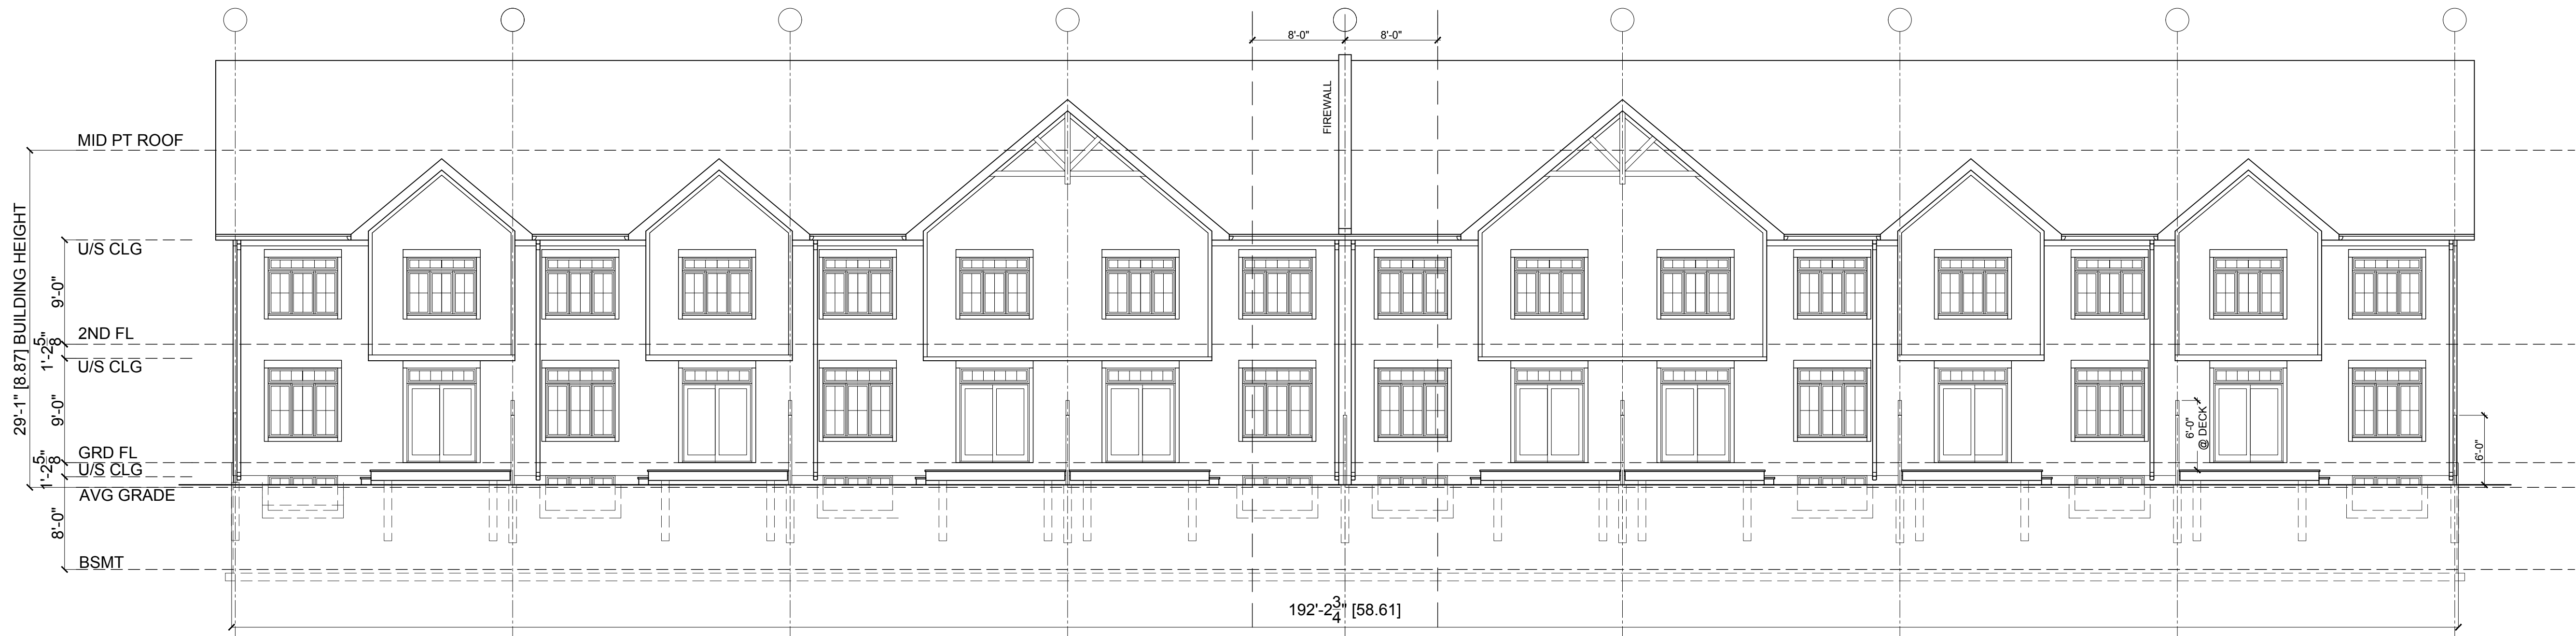 8'-0" 8'-0"
FIREWALL
MID PT ROOF
29'-1" [8.87] BUILDING HEIGHT
U/S CLG
9'-0"
2ND FL
1'-2 5/8"
U/S CLG
9'-0"
GRD FL
1'-2 5/8"
U/S CLG
AVG GRADE
8'-0"
BSMT
6'-0"
@ DECK
6'-0"
192'-2 3/4" [58.61]